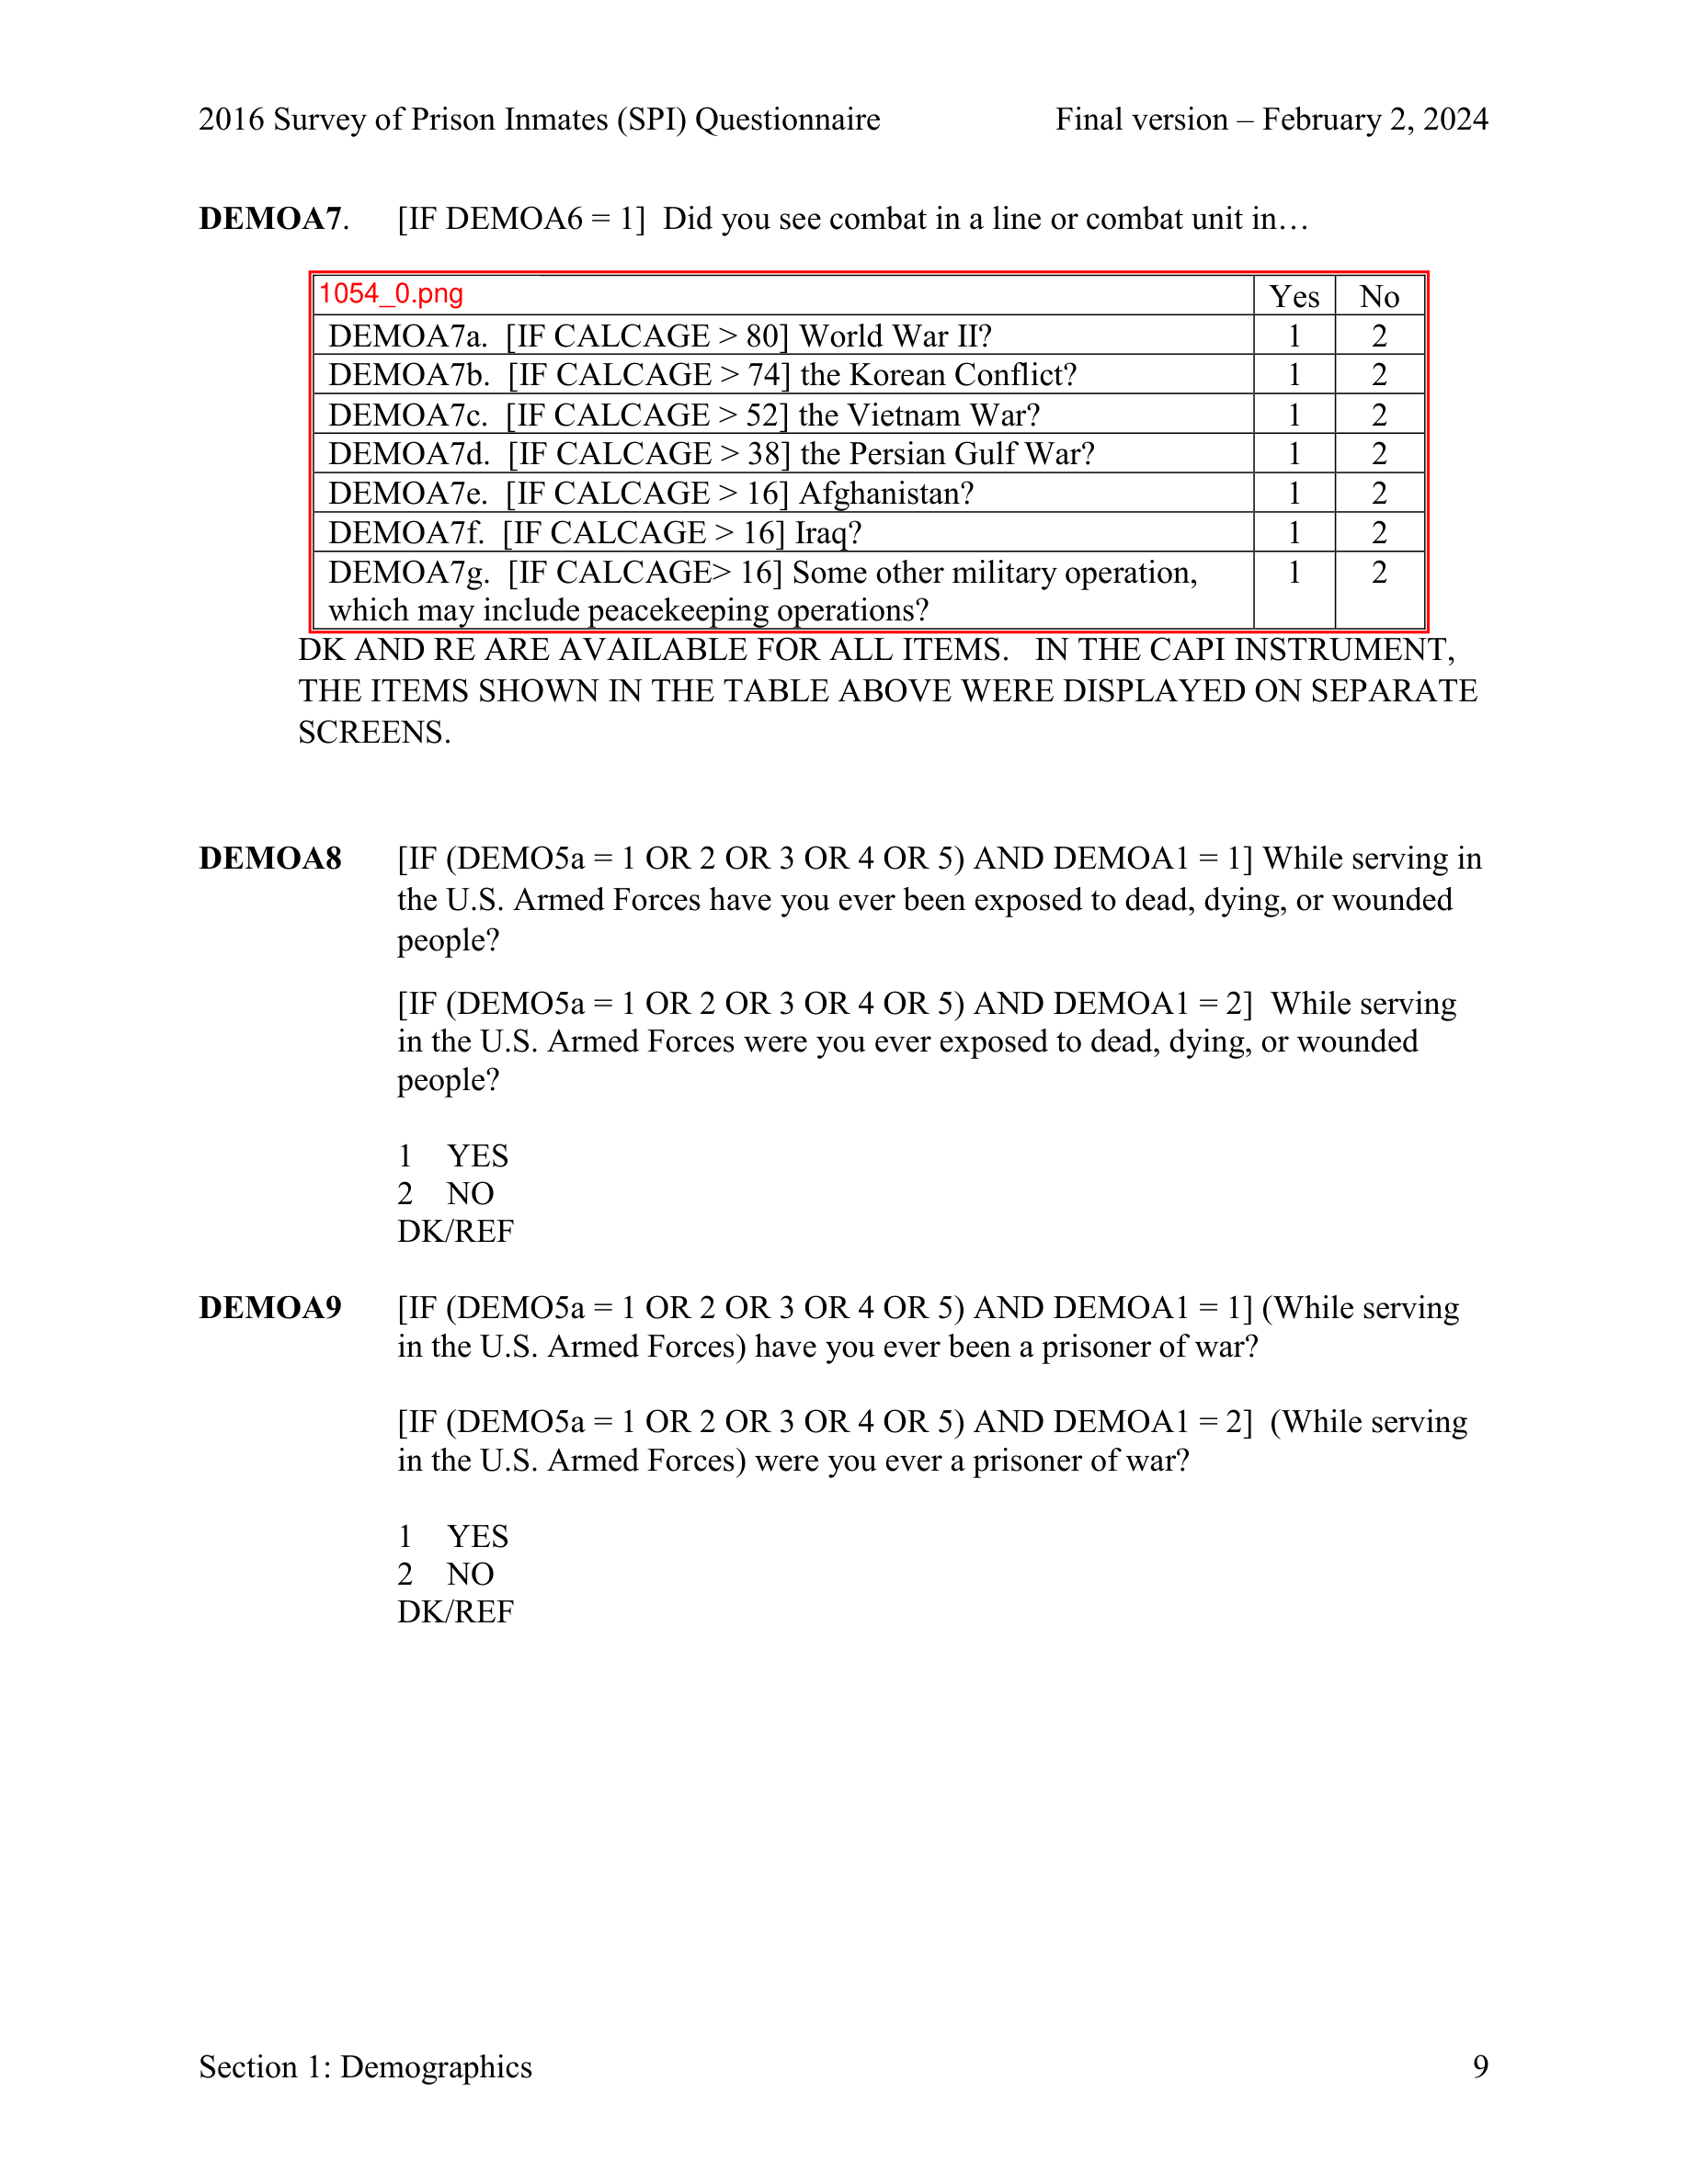 2016 Survey of Prison Inmates (SPI) Questionnaire Final version – February 2, 2024
DEMOA7. [IF DEMOA6 = 1] Did you see combat in a line or combat unit in…
1054_0.png Yes No
DEMOA7a. [IF CALCAGE > 80] World War II? 1 2
DEMOA7b. [IF CALCAGE > 74] the Korean Conflict? 1 2
DEMOA7c. [IF CALCAGE > 52] the Vietnam War? 1 2
DEMOA7d. [IF CALCAGE > 38] the Persian Gulf War? 1 2
DEMOA7e. [IF CALCAGE > 16] Afghanistan? 1 2
DEMOA7f. [IF CALCAGE > 16] Iraq? 1 2
DEMOA7g. [IF CALCAGE> 16] Some other military operation, 1 2
which may include peacekeeping operations?
DK AND RE ARE AVAILABLE FOR ALL ITEMS. IN THE CAPI INSTRUMENT,
THE ITEMS SHOWN IN THE TABLE ABOVE WERE DISPLAYED ON SEPARATE
SCREENS.
DEMOA8 [IF (DEMO5a = 1 OR 2 OR 3 OR 4 OR 5) AND DEMOA1 = 1] While serving in
the U.S. Armed Forces have you ever been exposed to dead, dying, or wounded
people?
[IF (DEMO5a = 1 OR 2 OR 3 OR 4 OR 5) AND DEMOA1 = 2] While serving
in the U.S. Armed Forces were you ever exposed to dead, dying, or wounded
people?
1 YES
2 NO
DK/REF
DEMOA9 [IF (DEMO5a = 1 OR 2 OR 3 OR 4 OR 5) AND DEMOA1 = 1] (While serving
in the U.S. Armed Forces) have you ever been a prisoner of war?
[IF (DEMO5a = 1 OR 2 OR 3 OR 4 OR 5) AND DEMOA1 = 2] (While serving
in the U.S. Armed Forces) were you ever a prisoner of war?
1 YES
2 NO
DK/REF
Section 1: Demographics 9